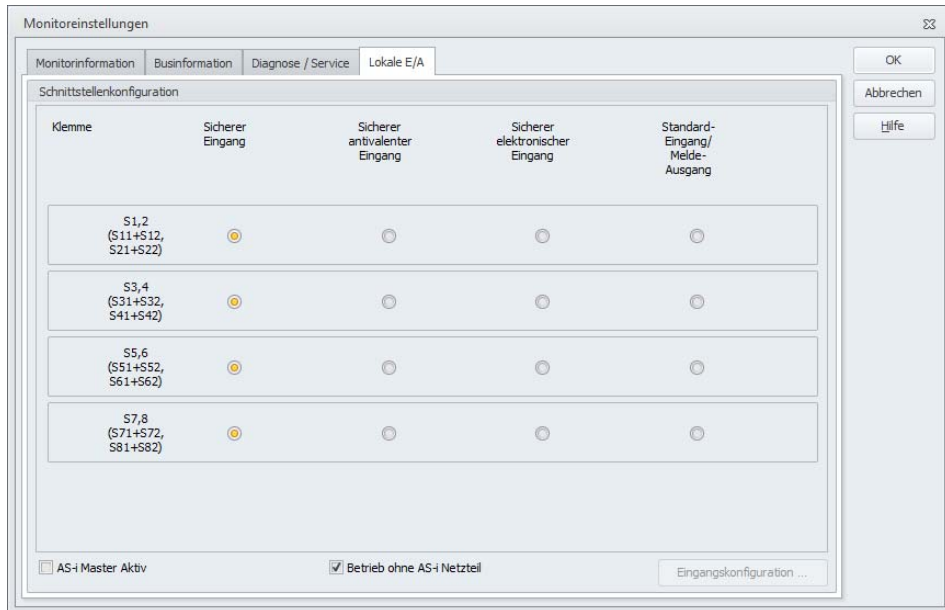 Monitoreinstellungen
Monitorinformation
Businformation
Diagnose / Service
Lokale E/A
OK
Abbrechen
Hilfe
Schnittstellenkonfiguration
Klemme
Sicherer
Eingang
Sicherer
antivalenter
Eingang
Sicherer
elektronischer
Eingang
Standard-
Eingang/
Melde-
Ausgang
S1,2
(S11+S12,
S21+S22)
S3,4
(S31+S32,
S41+S42)
S5,6
(S51+S52,
S61+S62)
S7,8
(S71+S72,
S81+S82)
AS-i Master Aktiv
Betrieb ohne AS-i Netzteil
Eingangskonfiguration ...